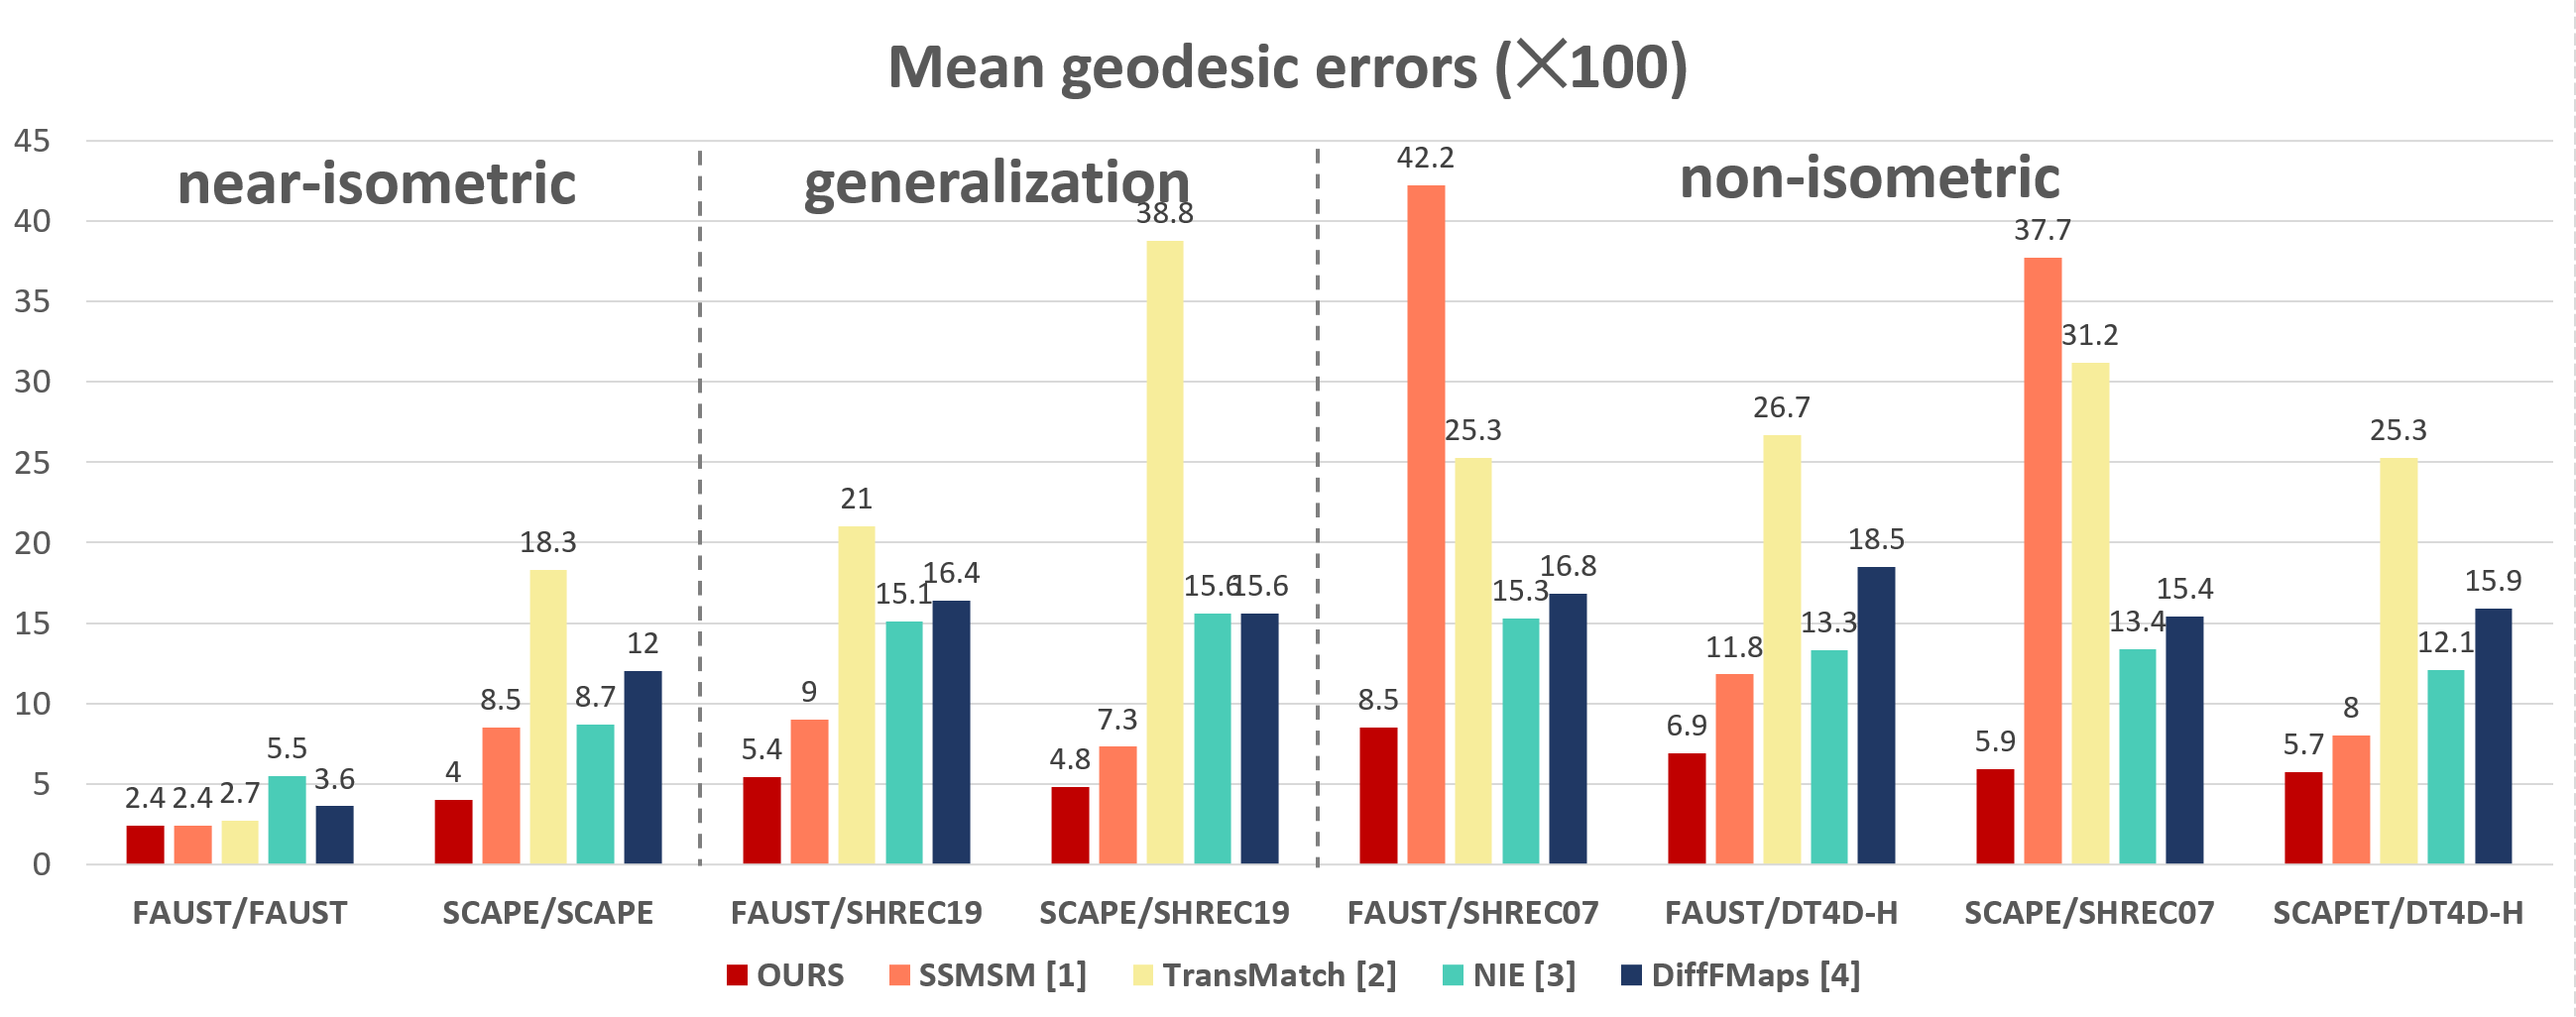 Mean geodesic errors (×100)
45
40
35
30
25
20
15
10
5
0
near-isometric
generalization
non-isometric
2.4 2.4 2.7 5.5 3.6
4 8.5 18.3 8.7 12
5.4 9 21 15.1 16.4
4.8 7.3 38.8 15.6 15.6
8.5 42.2 25.3 15.3 16.8
6.9 11.8 26.7 13.3 18.5
5.9 37.7 31.2 13.4 15.4
5.7 8 25.3 12.1 15.9
FAUST/FAUST SCAPE/SCAPE FAUST/SHREC19 SCAPE/SHREC19 FAUST/SHREC07 FAUST/DT4D-H SCAPE/SHREC07 SCAPET/DT4D-H
OURS SSMSM [1] TransMatch [2] NIE [3] DiffFMaps [4]